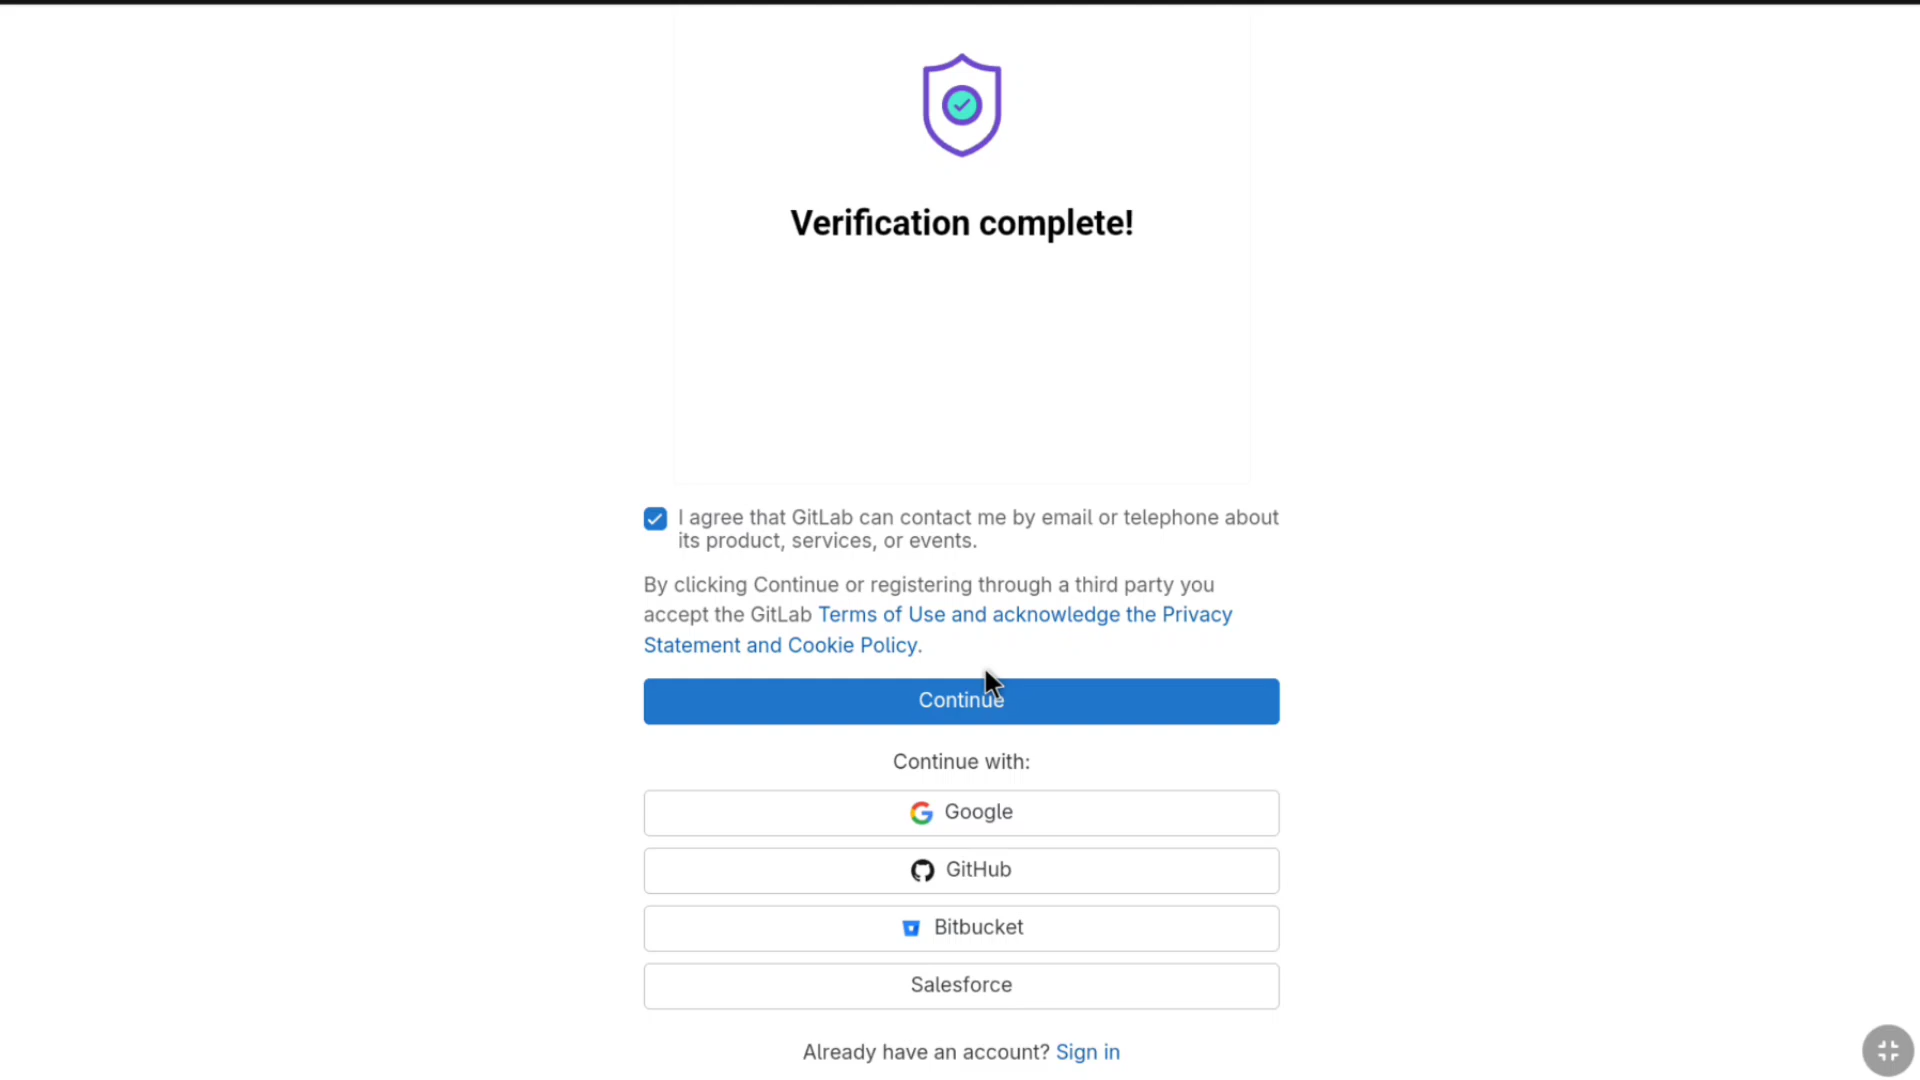 Verification complete!
I agree that GitLab can contact me by email or telephone about
its product, services, or events.
By clicking Continue or registering through a third party you
accept the GitLab Terms of Use and acknowledge the Privacy
Statement and Cookie Policy.
Continue
Continue with:
Google
GitHub
Bitbucket
Salesforce
Already have an account? Sign in